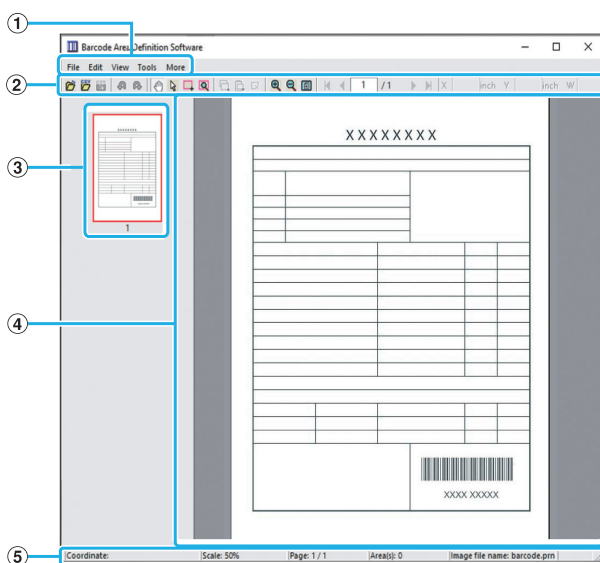 ①
Barcode Area Definition Software
File Edit View Tools More
②
1 / 1 X inch Y inch W
③
XXXXXXXX
1
XXXXXXXX
④
XXXX XXXXX
⑤
Coordinate: Scale: 50% Page: 1 / 1 Area(s): 0 Image file name: barcode.prn